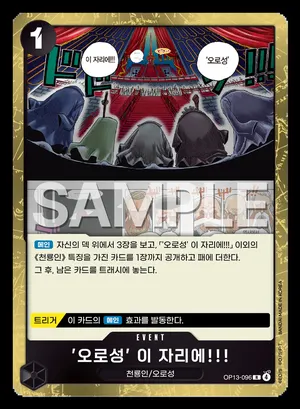 1
이 자리에!!!
'오로성'
SAMPLE
메인 자신의 덱 위에서 3장을 보고, 「'오로성' 이 자리에!!!」 이외의
《천룡인》 특징을 가진 카드를 1장까지 공개하고 패에 더한다.
그 후, 남은 카드를 트래시에 놓는다.
트리거 이 카드의 메인 효과를 발동한다.
EVENT
'오로성' 이 자리에!!!
천룡인/오로성
OP13-096 R